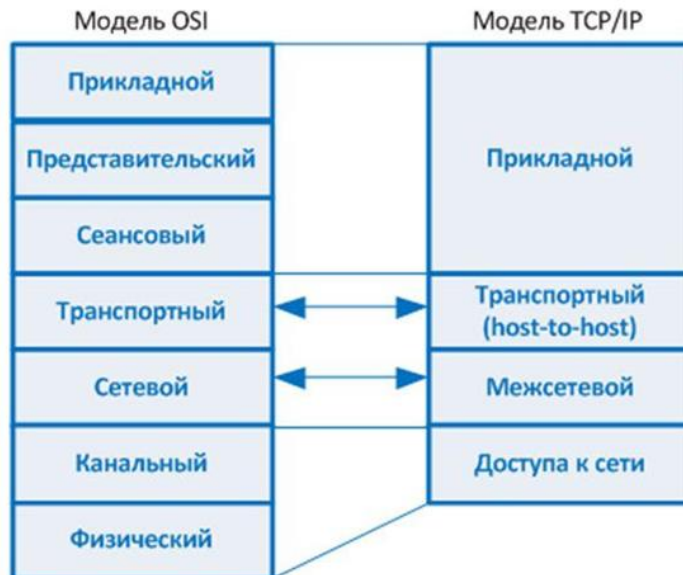 Модель OSI
Модель TCP/IP
Прикладной
Представительский
Сеансовый
Транспортный
Сетевой
Канальный
Физический
Прикладной
Транспортный
(host-to-host)
Межсетевой
Доступа к сети